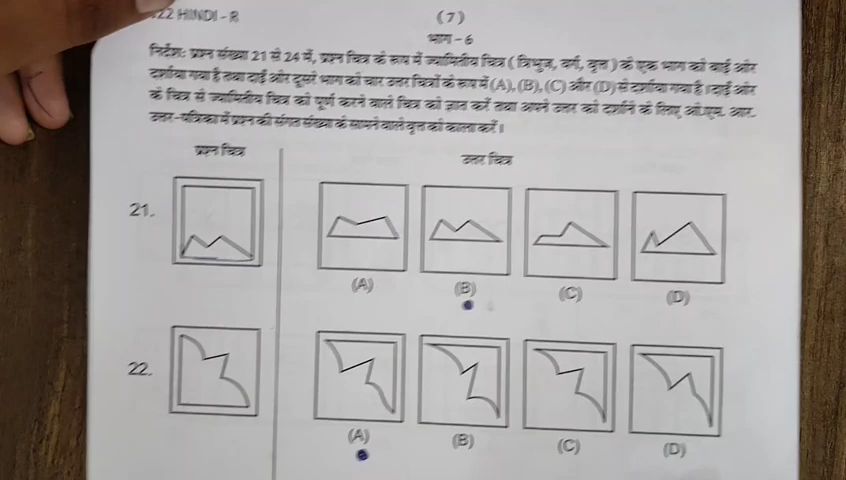 22 HINDI - R
(7)
भाग - 6
निर्देश: प्रश्न संख्या 21 से 24 में, प्रश्न चित्र के रूप में ज्यामितीय चित्र ( त्रिभुज, वर्ग, वृत्त ) के एक भाग को बाईं ओर
दर्शाया गया है तथा दाईं ओर दूसरे भाग को चार उत्तर चित्रों के रूप में (A), (B), (C) और (D) से दर्शाया गया है। दाईं ओर
के चित्र से ज्यामितीय चित्र को पूर्ण करने वाले चित्र को ज्ञात करें तथा अपने उत्तर को दर्शाने के लिए ओ.एम. आर.
उत्तर-पत्रिका में प्रश्न की संगत संख्या के सामने वाले वृत्त को काला करें।
प्रश्न चित्र
उत्तर चित्र
21.
(A) (B) (C) (D)
22.
(A) (B) (C) (D)